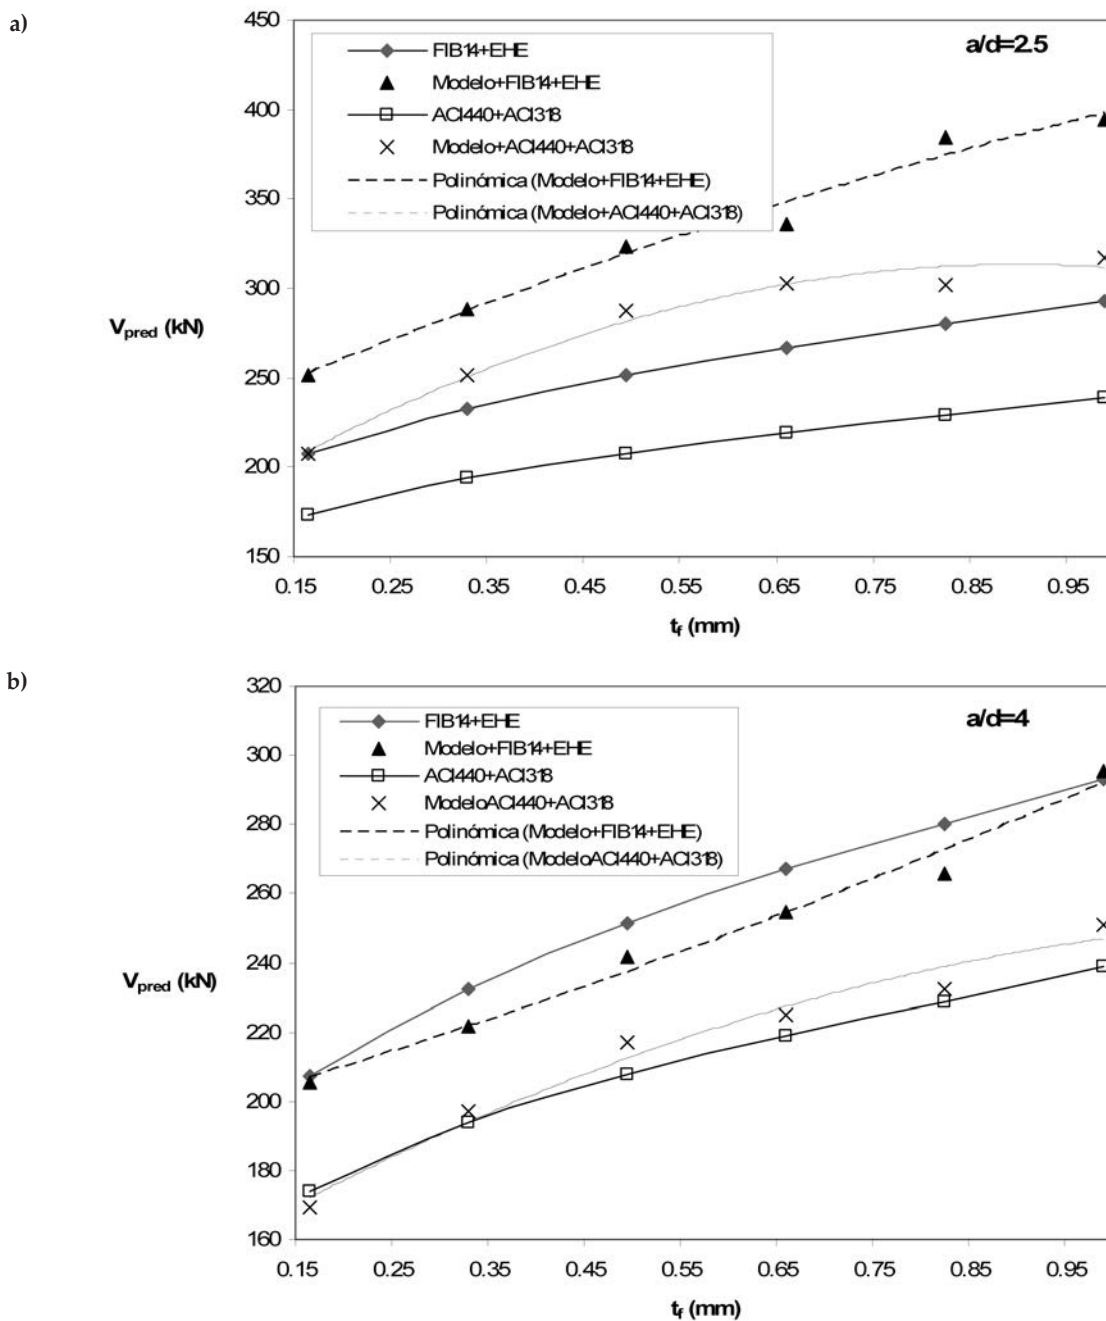 a)
450
400
350
300
250
200
150
V_pred (kN)
a/d=2.5
FIB14+EHE
Modelo+FIB14+EHE
ACI440+ACI318
Modelo+ACI440+ACI318
Polinómica (Modelo+FIB14+EHE)
Polinómica (Modelo+ACI440+ACI318)
0.15 0.25 0.35 0.45 0.55 0.65 0.75 0.85 0.95
t_f (mm)
b)
320
300
280
260
240
220
200
180
160
V_pred (kN)
a/d=4
FIB14+EHE
Modelo+FIB14+EHE
ACI440+ACI318
ModeloACI440+ACI318
Polinómica (Modelo+FIB14+EHE)
Polinómica (ModeloACI440+ACI318)
0.15 0.25 0.35 0.45 0.55 0.65 0.75 0.85 0.95
t_f (mm)